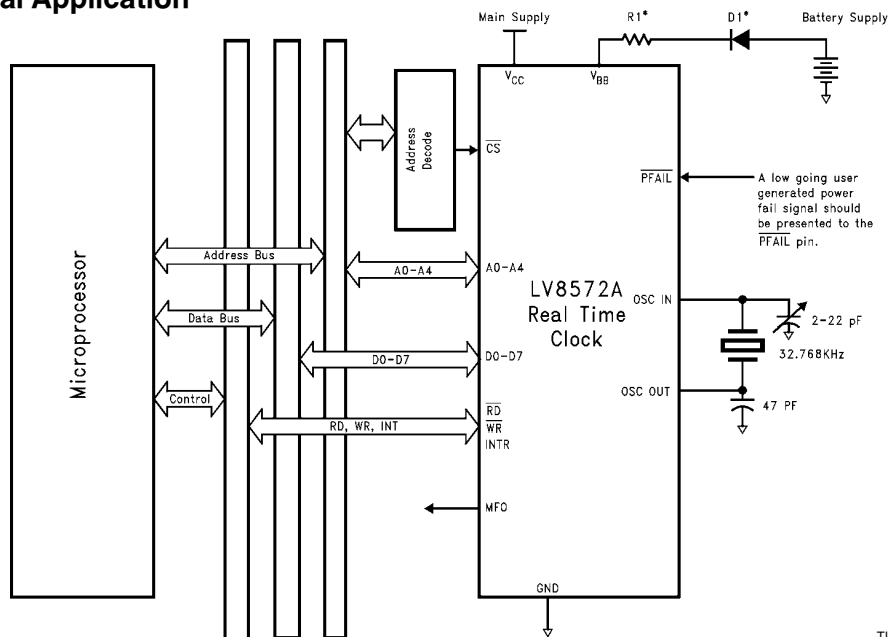 al Application
Main Supply
R1*
D1*
Battery Supply
VCC
VBB
Microprocessor
Address
Decode
CS
PFAIL
A low going user
generated power
fail signal should
be presented to the
PFAIL pin.
Address Bus
A0-A4
A0-A4
LV8572A
Real Time
Clock
OSC IN
2-22 pF
32.768KHz
Data Bus
D0-D7
D0-D7
OSC OUT
47 PF
Control
RD, WR, INT
RD
WR
INTR
MFO
GND